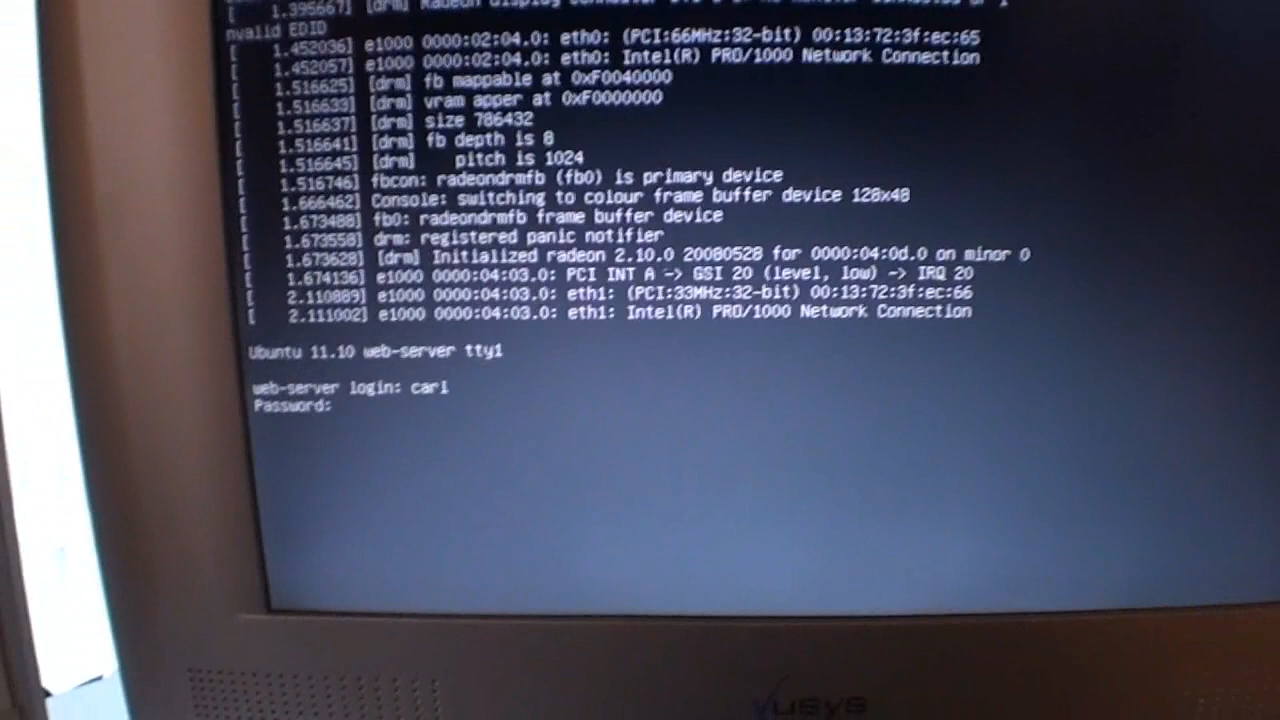 [ 1.395667] [drm] Radeon Display
nvalid EDID
[ 1.452036] e1000 0000:02:04.0: eth0: (PCI:66MHz:32-bit) 00:13:72:3f:ec:65
[ 1.452057] e1000 0000:02:04.0: eth0: Intel(R) PRO/1000 Network Connection
[ 1.516625] [drm] fb mappable at 0xF0040000
[ 1.516633] [drm] vram apper at 0xF0000000
[ 1.516637] [drm] size 786432
[ 1.516641] [drm] fb depth is 8
[ 1.516645] [drm]    pitch is 1024
[ 1.516746] fbcon: radeondrmfb (fb0) is primary device
[ 1.666462] Console: switching to colour frame buffer device 128x48
[ 1.673488] fb0: radeondrmfb frame buffer device
[ 1.673558] drm: registered panic notifier
[ 1.673628] [drm] Initialized radeon 2.10.0 20080528 for 0000:04:0d.0 on minor 0
[ 1.674136] e1000 0000:04:03.0: PCI INT A -> GSI 20 (level, low) -> IRQ 20
[ 2.110889] e1000 0000:04:03.0: eth1: (PCI:33MHz:32-bit) 00:13:72:3f:ec:66
[ 2.111002] e1000 0000:04:03.0: eth1: Intel(R) PRO/1000 Network Connection
Ubuntu 11.10 web-server tty1
web-server login: carl
Password: